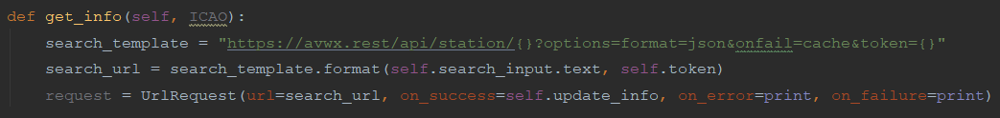 def get_info(self, ICAO):
search_template = "https://avwx.rest/api/station/{}?options=format=json&onfail=cache&token={}"
search_url = search_template.format(self.search_input.text, self.token)
request = UrlRequest(url=search_url, on_success=self.update_info, on_error=print, on_failure=print)